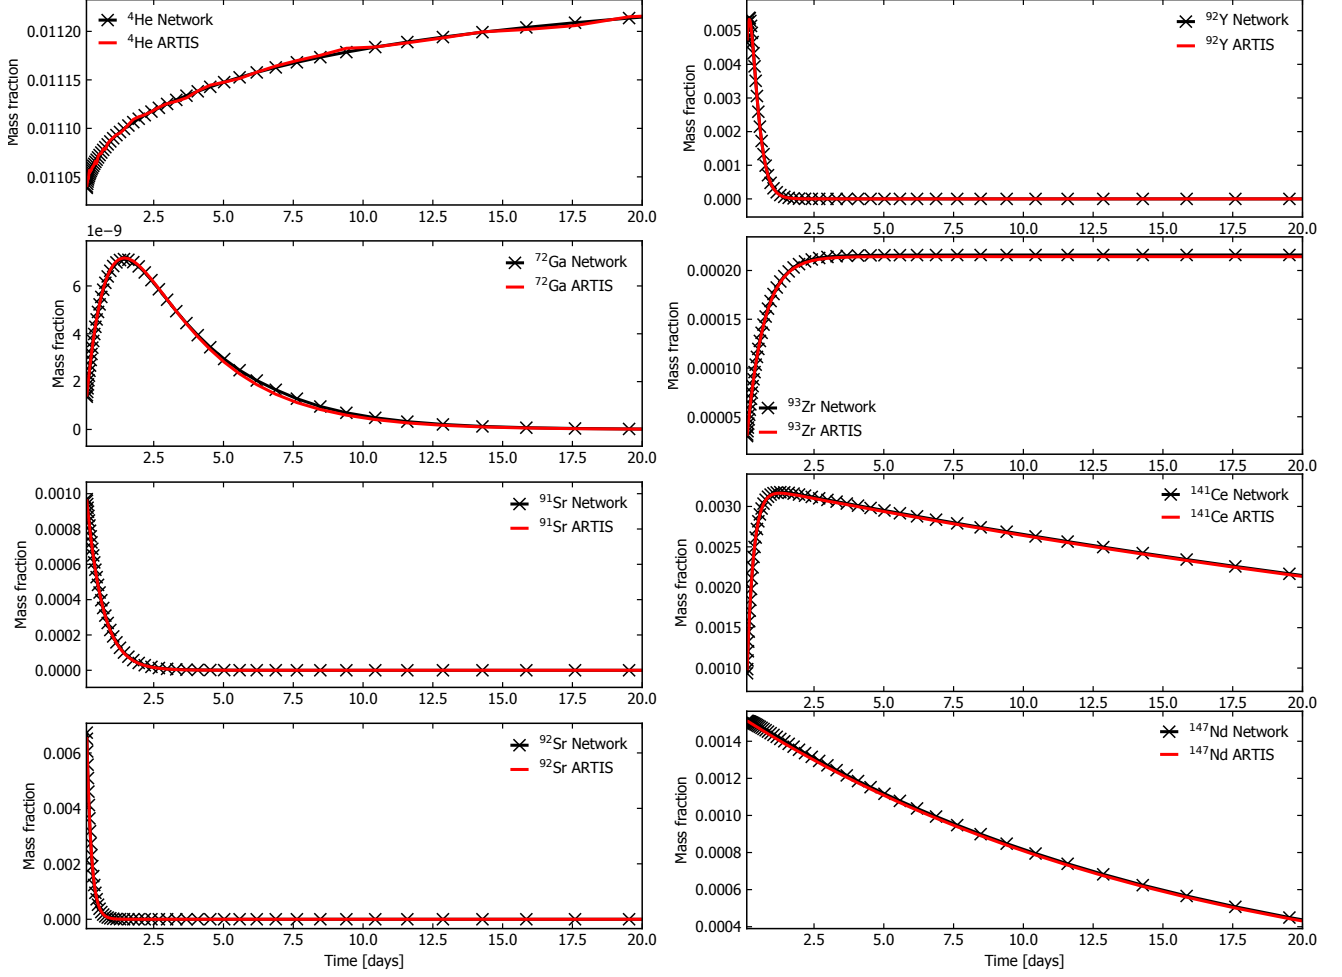 ⁴He Network
⁴He ARTIS
Mass fraction
0.01120
0.01115
0.01110
0.01105
2.5 5.0 7.5 10.0 12.5 15.0 17.5 20.0
1e−9
⁷²Ga Network
⁷²Ga ARTIS
Mass fraction
6
4
2
0
2.5 5.0 7.5 10.0 12.5 15.0 17.5 20.0
⁹¹Sr Network
⁹¹Sr ARTIS
Mass fraction
0.0010
0.0008
0.0006
0.0004
0.0002
0.0000
2.5 5.0 7.5 10.0 12.5 15.0 17.5 20.0
⁹²Sr Network
⁹²Sr ARTIS
Mass fraction
0.006
0.004
0.002
0.000
2.5 5.0 7.5 10.0 12.5 15.0 17.5 20.0
Time [days]
⁹²Y Network
⁹²Y ARTIS
Mass fraction
0.005
0.004
0.003
0.002
0.001
0.000
2.5 5.0 7.5 10.0 12.5 15.0 17.5 20.0
Mass fraction
0.00020
0.00015
0.00010
0.00005
⁹³Zr Network
⁹³Zr ARTIS
2.5 5.0 7.5 10.0 12.5 15.0 17.5 20.0
¹⁴¹Ce Network
¹⁴¹Ce ARTIS
Mass fraction
0.0030
0.0025
0.0020
0.0015
0.0010
2.5 5.0 7.5 10.0 12.5 15.0 17.5 20.0
¹⁴⁷Nd Network
¹⁴⁷Nd ARTIS
Mass fraction
0.0014
0.0012
0.0010
0.0008
0.0006
0.0004
2.5 5.0 7.5 10.0 12.5 15.0 17.5 20.0
Time [days]